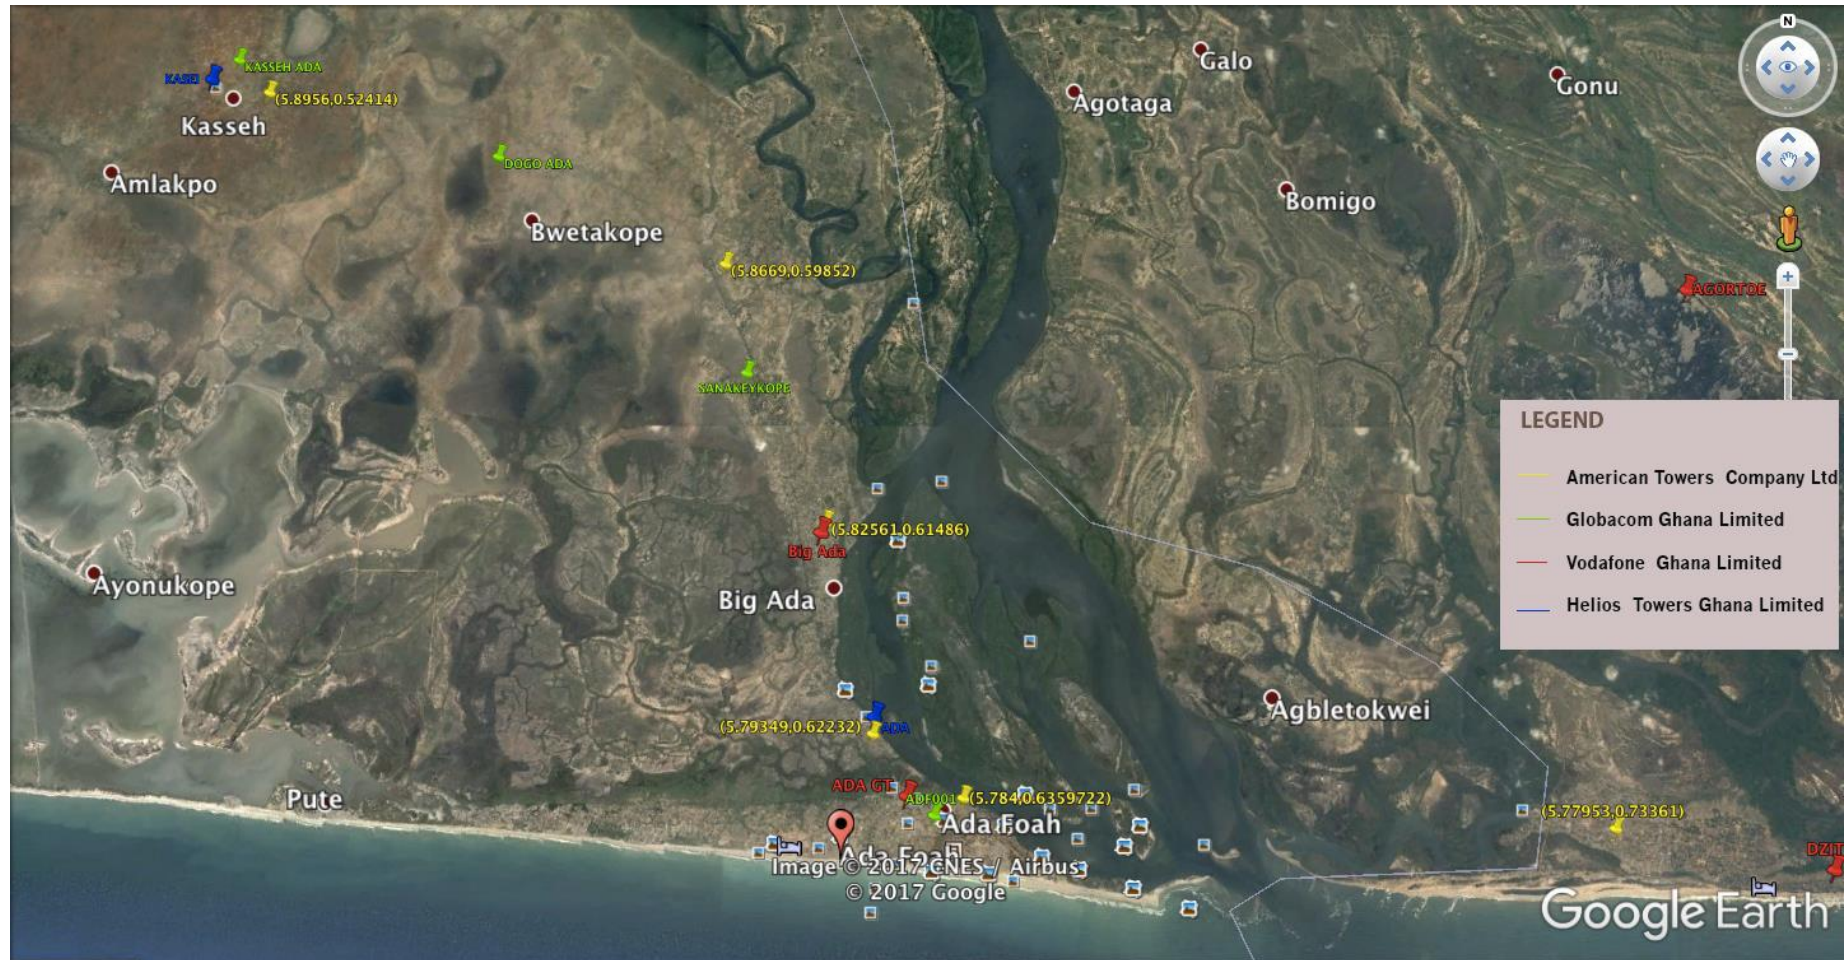 N
Galo
KASSEH ADA
KASEI
Gonu
(5.8956,0.52414)
Agotaga
Kasseh
DOGO ADA
Amlakpo
Bomigo
Bwetakope
(5.8669,0.59852)
AGORTOE
SANAKEYKOPE
LEGEND
American Towers Company Ltd
Globacom Ghana Limited
Vodafone Ghana Limited
Helios Towers Ghana Limited
(5.82561,0.61486)
Big Ada
Ayonukope
Big Ada
Agbletokwei
(5.79349,0.62232)
ADA
ADA GT
Pute
ADF001
(5.784,0.6359722)
(5.77953,0.73361)
Ada Foah
Ada Foah
DZIT
Image © 2017 CNES / Airbus
© 2017 Google
Google Earth